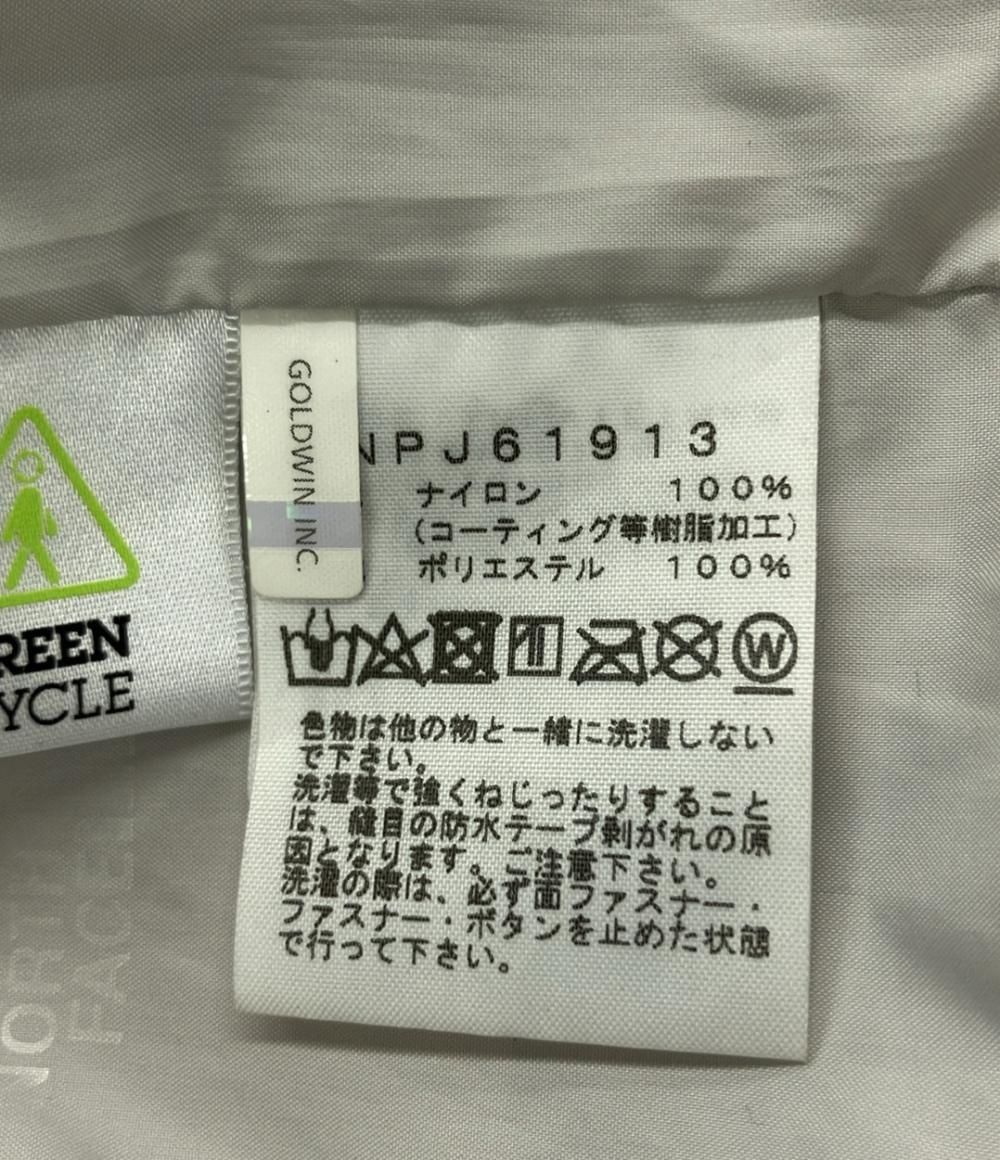 GOLDWIN INC.
NPJ61913
ナイロン 100%
(コーティング等樹脂加工)
ポリエステル 100%
W
色物は他の物と一緒に洗濯しない
で下さい。
洗濯等で強くねじったりすること
は、縫目の防水テープ剥がれの原
因となります。ご注意下さい。
洗濯の際は、必ず面ファスナー・
ファスナー・ボタンを止めた状態
で行って下さい。
REEN
YCLE
NORTH
FACE